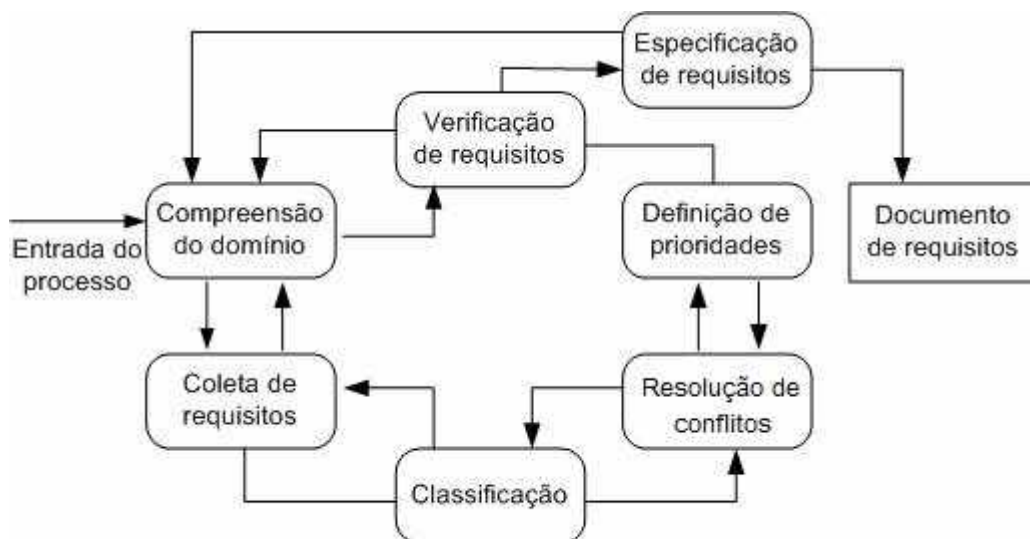 Especificação
de requisitos
Verificação
de requisitos
Compreensão
do domínio
Definição de
prioridades
Documento
de requisitos
Entrada do
processo
Coleta de
requisitos
Resolução de
conflitos
Classificação